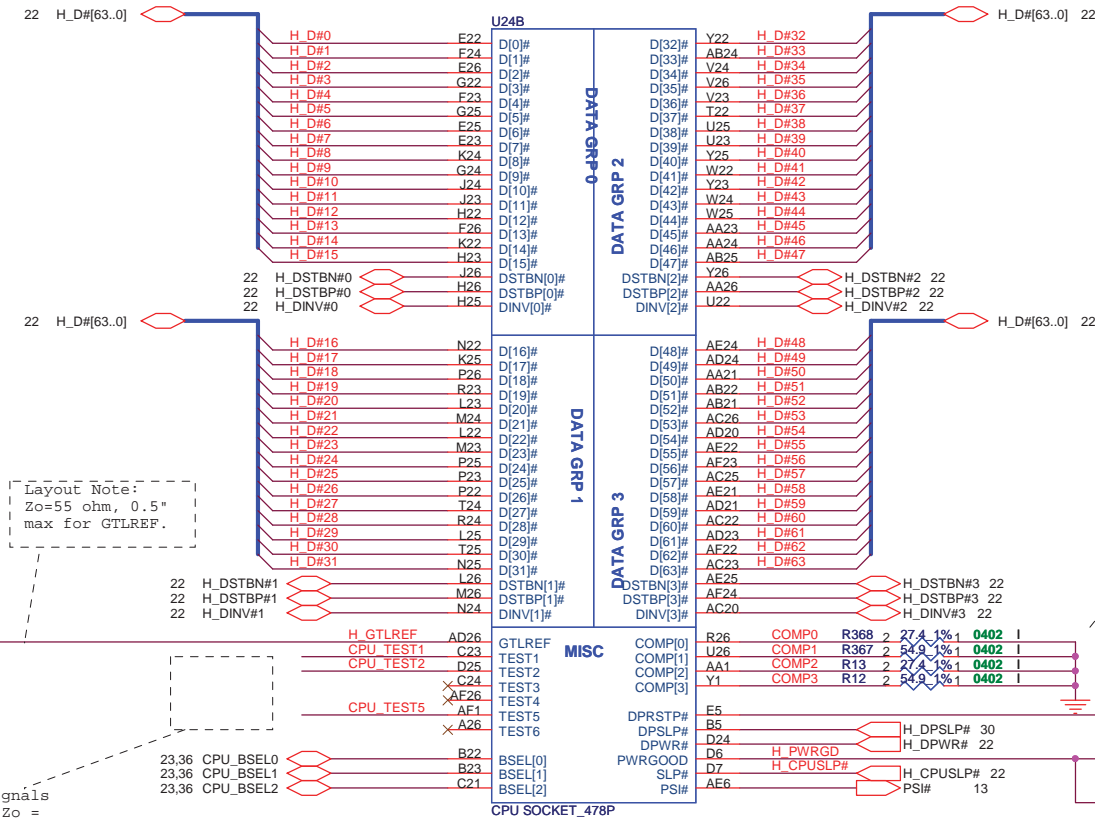 22 H_D#[63..0]
H_D#[63..0] 22
U24B
H_D#0 E22 D[0]# D[32]# Y22 H_D#32
H_D#1 F24 D[1]# D[33]# AB24 H_D#33
H_D#2 E26 D[2]# D[34]# V24 H_D#34
H_D#3 G22 D[3]# D[35]# V26 H_D#35
H_D#4 F23 D[4]# D[36]# V23 H_D#36
H_D#5 G25 D[5]# D[37]# T22 H_D#37
H_D#6 E25 D[6]# D[38]# U25 H_D#38
H_D#7 E23 D[7]# D[39]# U23 H_D#39
H_D#8 K24 D[8]# D[40]# Y25 H_D#40
H_D#9 G24 D[9]# D[41]# W22 H_D#41
H_D#10 J24 D[10]# D[42]# Y23 H_D#42
H_D#11 J23 D[11]# D[43]# W24 H_D#43
H_D#12 H22 D[12]# D[44]# W25 H_D#44
H_D#13 F26 D[13]# D[45]# AA23 H_D#45
H_D#14 K22 D[14]# D[46]# AA24 H_D#46
H_D#15 H23 D[15]# D[47]# AB25 H_D#47
22 H_DSTBN#0 J26 DSTBN[0]# DSTBN[2]# Y26 H_DSTBN#2 22
22 H_DSTBP#0 H26 DSTBP[0]# DSTBP[2]# AA26 H_DSTBP#2 22
22 H_DINV#0 H25 DINV[0]# DINV[2]# U22 H_DINV#2 22
DATA GRP 0
DATA GRP 2
22 H_D#[63..0]
H_D#[63..0] 22
H_D#16 N22 D[16]# D[48]# AE24 H_D#48
H_D#17 K25 D[17]# D[49]# AD24 H_D#49
H_D#18 P26 D[18]# D[50]# AA21 H_D#50
H_D#19 R23 D[19]# D[51]# AB22 H_D#51
H_D#20 L23 D[20]# D[52]# AB21 H_D#52
H_D#21 M24 D[21]# D[53]# AC26 H_D#53
H_D#22 L22 D[22]# D[54]# AD20 H_D#54
H_D#23 M23 D[23]# D[55]# AE22 H_D#55
H_D#24 P25 D[24]# D[56]# AF23 H_D#56
H_D#25 P23 D[25]# D[57]# AC25 H_D#57
H_D#26 P22 D[26]# D[58]# AE21 H_D#58
H_D#27 T24 D[27]# D[59]# AD21 H_D#59
H_D#28 R24 D[28]# D[60]# AC22 H_D#60
H_D#29 L25 D[29]# D[61]# AD23 H_D#61
H_D#30 T25 D[30]# D[62]# AF22 H_D#62
H_D#31 N25 D[31]# D[63]# AC23 H_D#63
22 H_DSTBN#1 L26 DSTBN[1]# DSTBN[3]# AE25 H_DSTBN#3 22
22 H_DSTBP#1 M26 DSTBP[1]# DSTBP[3]# AF24 H_DSTBP#3 22
22 H_DINV#1 N24 DINV[1]# DINV[3]# AC20 H_DINV#3 22
DATA GRP 1
DATA GRP 3
Layout Note:
Zo=55 ohm, 0.5"
max for GTLREF.
MISC
H_GTLREF AD26 GTLREF COMP[0] R26 COMP0 R368 2 27.4_1% 1 0402 I
CPU_TEST1 C23 TEST1 COMP[1] U26 COMP1 R367 2 54.9_1% 1 0402 I
CPU_TEST2 D25 TEST2 COMP[2] AA1 COMP2 R13 2 27.4_1% 1 0402 I
C24 TEST3 COMP[3] Y1 COMP3 R12 2 54.9_1% 1 0402 I
AF26 TEST4
CPU_TEST5 AF1 TEST5 DPRSTP# E5
A26 TEST6 DPSLP# B5 H_DPSLP# 30
DPWR# D24 H_DPWR# 22
23,36 CPU_BSEL0 B22 BSEL[0] PWRGOOD D6 H_PWRGD
23,36 CPU_BSEL1 B23 BSEL[1] SLP# D7 H_CPUSLP# H_CPUSLP# 22
23,36 CPU_BSEL2 C21 BSEL[2] PSI# AE6 PSI# 13
CPU SOCKET_478P
gnals
Zo =